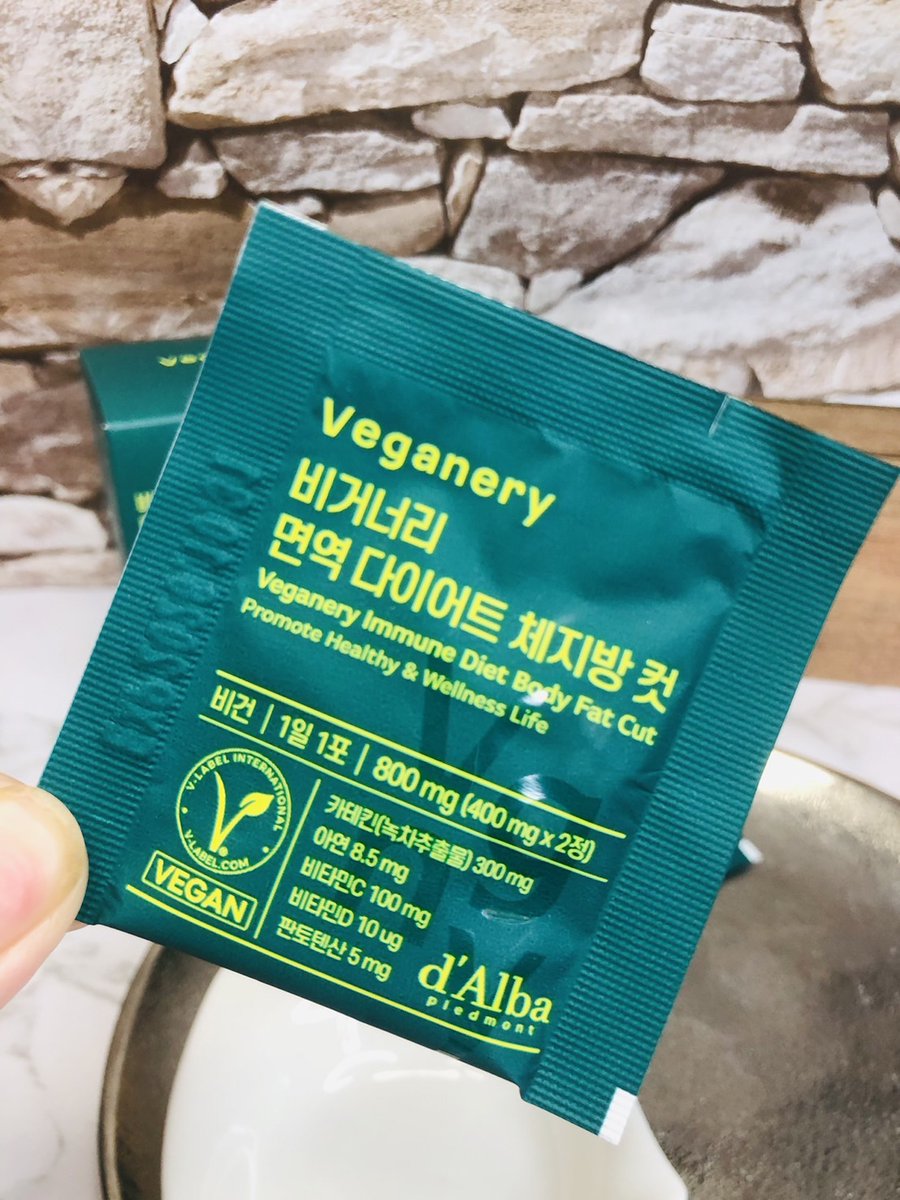 Veganery
비거너리
면역 다이어트 체지방 컷
Veganery Immune Diet Body Fat Cut
Promote Healthy & Wellness Life
비건 | 1일 1포 | 800 mg (400 mg x 2정)
V-LABEL INTERNATIONAL
V-LABEL.COM
VEGAN
카테킨(녹차추출물) 300 mg
아연 8.5 mg
비타민C 100 mg
비타민D 10 ug
판토텐산 5 mg
d'Alba
Piedmont